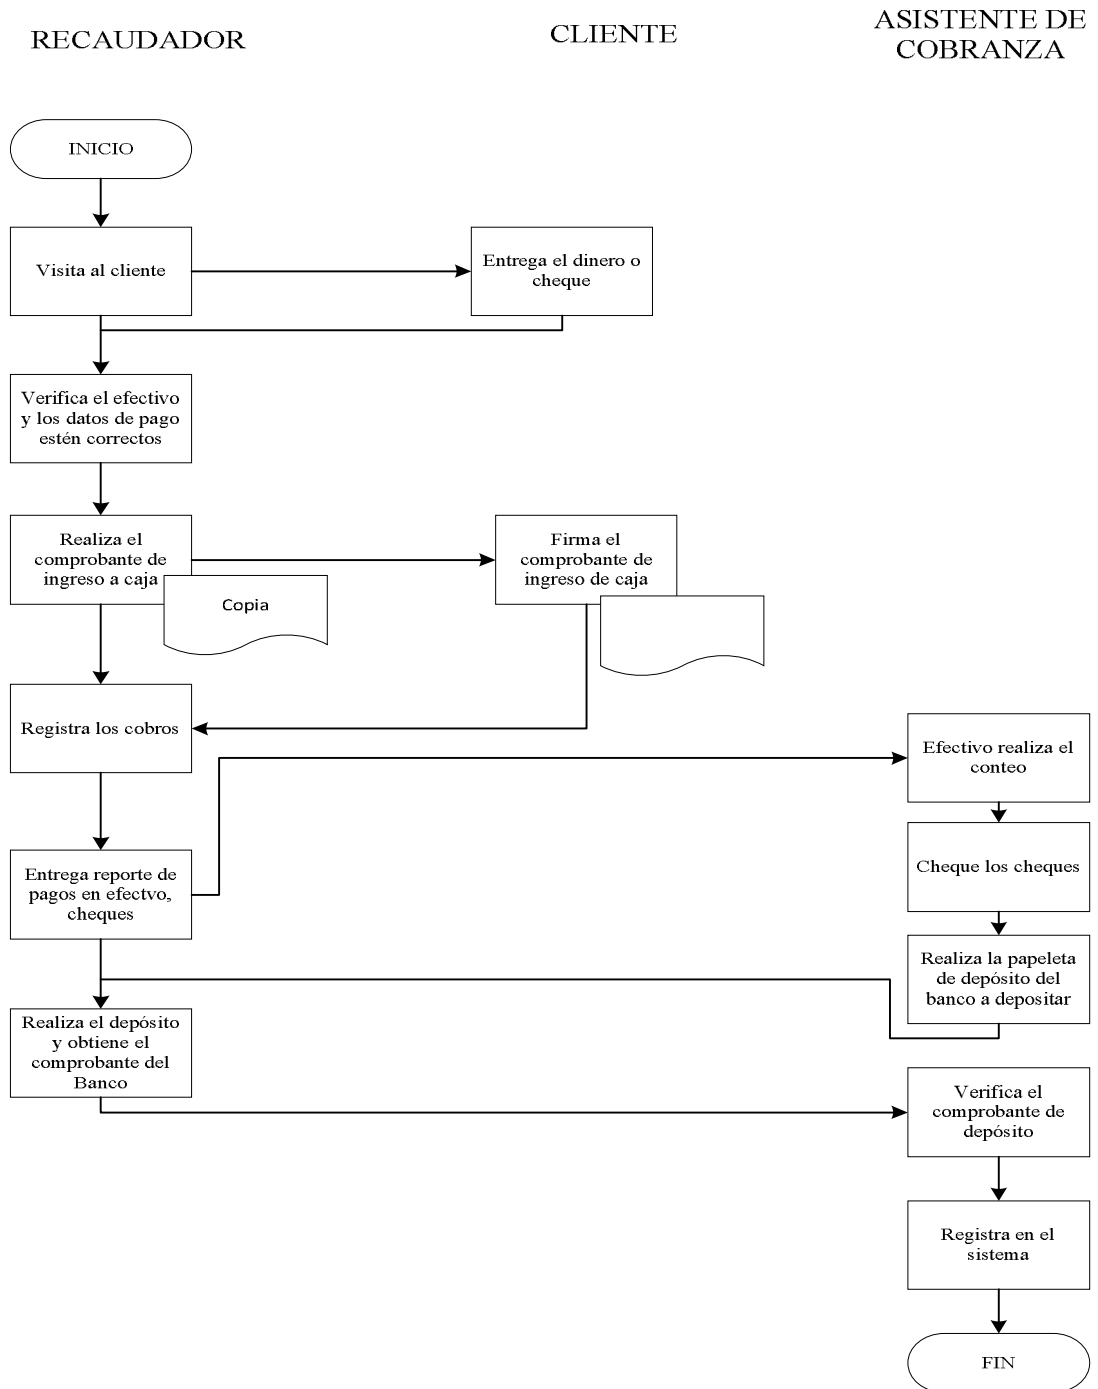 RECAUDADOR
CLIENTE
ASISTENTE DE
COBRANZA
INICIO
Visita al cliente
Entrega el dinero o
cheque
Verifica el efectivo
y los datos de pago
estén correctos
Realiza el
comprobante de
ingreso a caja
Copia
Firma el
comprobante de
ingreso de caja
Registra los cobros
Efectivo realiza el
conteo
Cheque los cheques
Entrega reporte de
pagos en efectvo,
cheques
Realiza la papeleta
de depósito del
banco a depositar
Realiza el depósito
y obtiene el
comprobante del
Banco
Verifica el
comprobante de
depósito
Registra en el
sistema
FIN